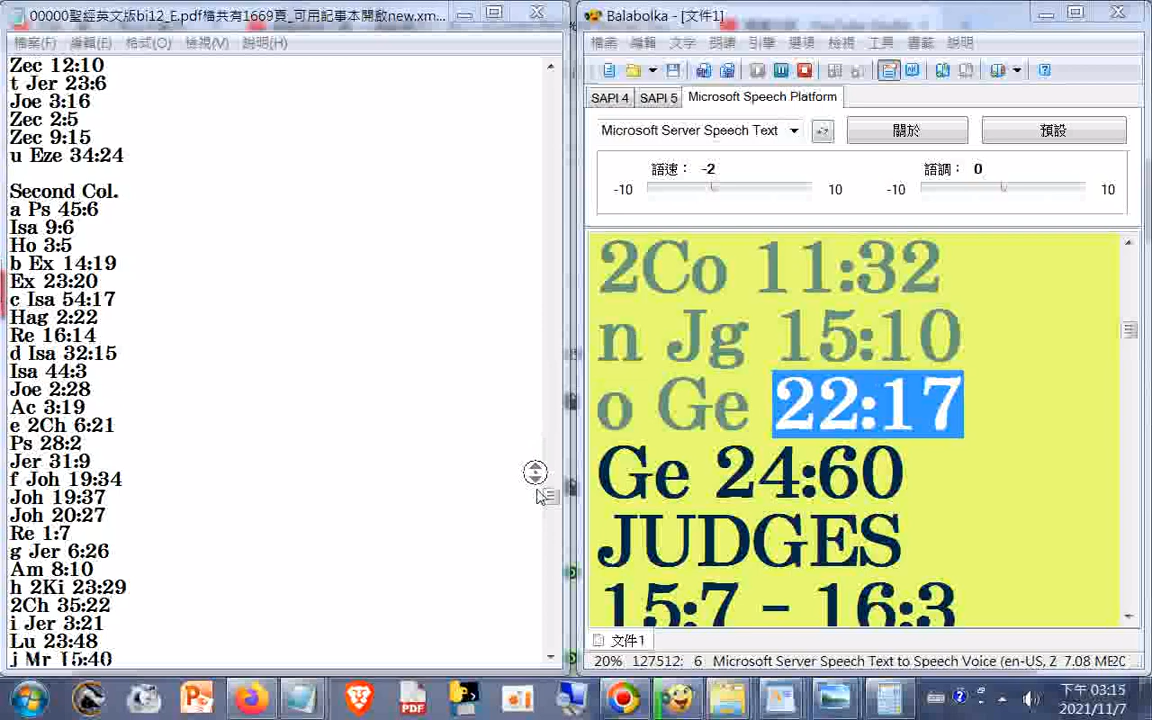 00000聖經英文版bi12_E.pdf檔共有1669頁_可用記事本開啟new.xm...
檔案(F) 編輯(E) 格式(O) 檢視(V) 說明(H)
Zec 12:10
t Jer 23:6
Joe 3:16
Zec 2:5
Zec 9:15
u Eze 34:24
Second Col.
a Ps 45:6
Isa 9:6
Ho 3:5
b Ex 14:19
Ex 23:20
c Isa 54:17
Hag 2:22
Re 16:14
d Isa 32:15
Isa 44:3
Joe 2:28
Ac 3:19
e 2Ch 6:21
Ps 28:2
Jer 31:9
f Joh 19:34
Joh 19:37
Joh 20:27
Re 1:7
g Jer 6:26
Am 8:10
h 2Ki 23:29
2Ch 35:22
i Jer 3:21
Lu 23:48
j Mr 15:40
Balabolka - [文件1]
檔案 編輯 文字 朗讀 引擎 選項 檢視 工具 書籤 說明
SAPI 4 SAPI 5 Microsoft Speech Platform
Microsoft Server Speech Text 關於 預設
語速： -2 語調： 0
-10 10 -10 10
2Co 11:32
n Jg 15:10
o Ge 22:17
Ge 24:60
JUDGES
15:7 - 16:3
文件1
20% 127512: 6 Microsoft Server Speech Text to Speech Voice (en-US, Z 7.08 ME
下午 03:15
2021/11/7